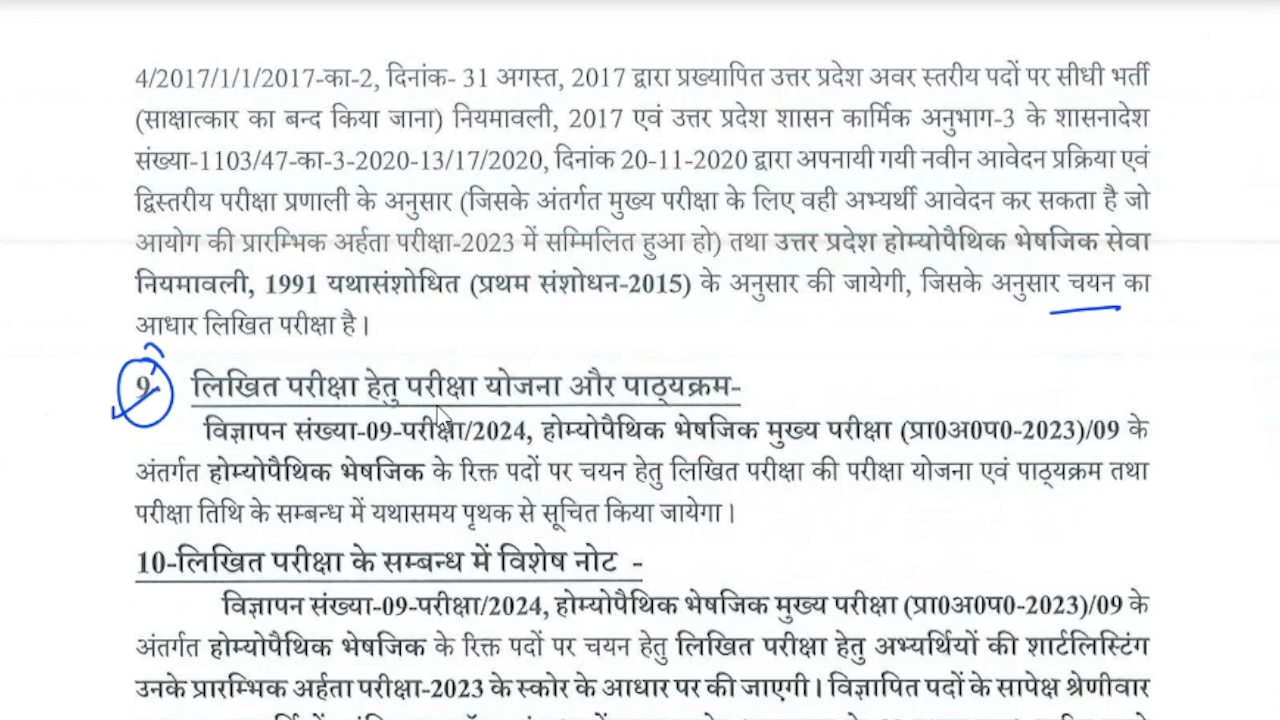 4/2017/1/1/2017-का-2, दिनांक- 31 अगस्त, 2017 द्वारा प्रख्यापित उत्तर प्रदेश अवर स्तरीय पदों पर सीधी भर्ती
(साक्षात्कार का बन्द किया जाना) नियमावली, 2017 एवं उत्तर प्रदेश शासन कार्मिक अनुभाग-3 के शासनादेश
संख्या-1103/47-का-3-2020-13/17/2020, दिनांक 20-11-2020 द्वारा अपनायी गयी नवीन आवेदन प्रक्रिया एवं
द्विस्तरीय परीक्षा प्रणाली के अनुसार (जिसके अंतर्गत मुख्य परीक्षा के लिए वही अभ्यर्थी आवेदन कर सकता है जो
आयोग की प्रारम्भिक अर्हता परीक्षा-2023 में सम्मिलित हुआ हो) तथा उत्तर प्रदेश होम्योपैथिक भेषजिक सेवा
नियमावली, 1991 यथासंशोधित (प्रथम संशोधन-2015) के अनुसार की जायेगी, जिसके अनुसार चयन का
आधार लिखित परीक्षा है।
9 लिखित परीक्षा हेतु परीक्षा योजना और पाठ्यक्रम-
विज्ञापन संख्या-09-परीक्षा/2024, होम्योपैथिक भेषजिक मुख्य परीक्षा (प्रा0अ0प0-2023)/09 के
अंतर्गत होम्योपैथिक भेषजिक के रिक्त पदों पर चयन हेतु लिखित परीक्षा की परीक्षा योजना एवं पाठ्यक्रम तथा
परीक्षा तिथि के सम्बन्ध में यथासमय पृथक से सूचित किया जायेगा।
10-लिखित परीक्षा के सम्बन्ध में विशेष नोट -
विज्ञापन संख्या-09-परीक्षा/2024, होम्योपैथिक भेषजिक मुख्य परीक्षा (प्रा0अ0प0-2023)/09 के
अंतर्गत होम्योपैथिक भेषजिक के रिक्त पदों पर चयन हेतु लिखित परीक्षा हेतु अभ्यर्थियों की शार्टलिस्टिंग
उनके प्रारम्भिक अर्हता परीक्षा-2023 के स्कोर के आधार पर की जाएगी। विज्ञापित पदों के सापेक्ष श्रेणीवार